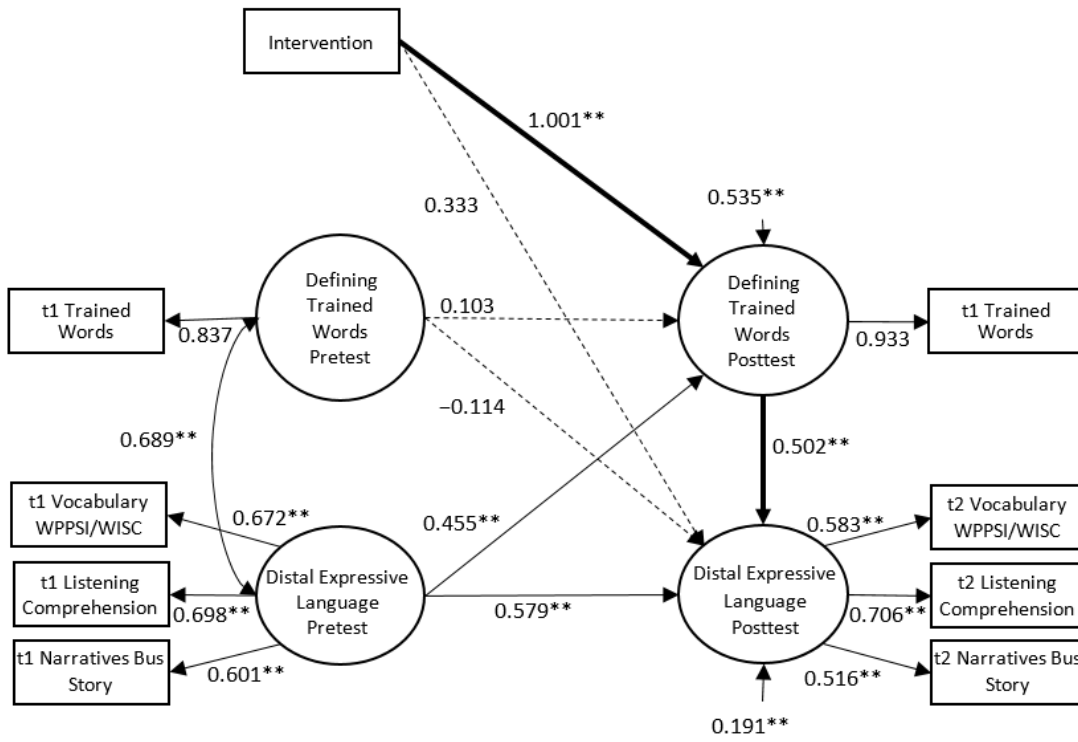 Intervention
1.001**
0.333
0.535**
Defining
Trained
Words
Pretest
Defining
Trained
Words
Posttest
t1 Trained
Words
0.837
0.103
t1 Trained
Words
0.933
−0.114
0.689**
0.502**
t1 Vocabulary
WPPSI/WISC
0.672**
0.455**
0.583**
t2 Vocabulary
WPPSI/WISC
Distal Expressive
Language
Pretest
Distal Expressive
Language
Posttest
t1 Listening
Comprehension
0.698**
0.579**
0.706**
t2 Listening
Comprehension
t1 Narratives Bus
Story
0.601**
0.516**
t2 Narratives Bus
Story
0.191**